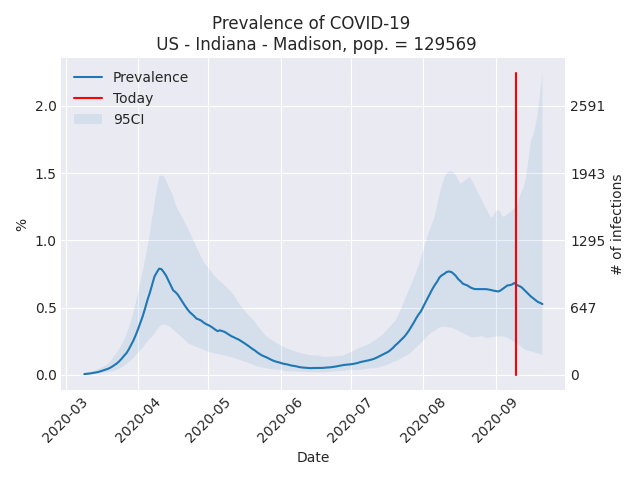 Prevalence of COVID-19
US - Indiana - Madison, pop. = 129569
Prevalence
Today
95CI
2.0
1.5
1.0
0.5
0.0
%
2591
1943
1295
647
0
# of infections
2020-03
2020-04
2020-05
2020-06
2020-07
2020-08
2020-09
Date